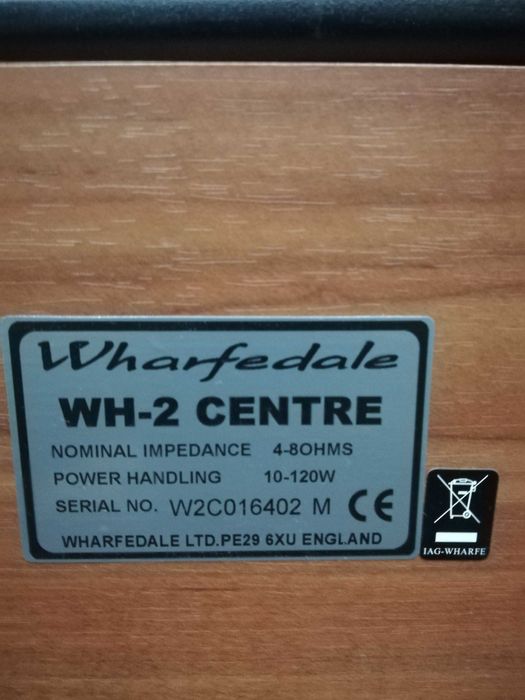 Wharfedale
WH-2 CENTRE
NOMINAL IMPEDANCE 4-8OHMS
POWER HANDLING 10-120W
SERIAL NO. W2C016402 M CE
WHARFEDALE LTD.PE29 6XU ENGLAND
IAG-WHARFE